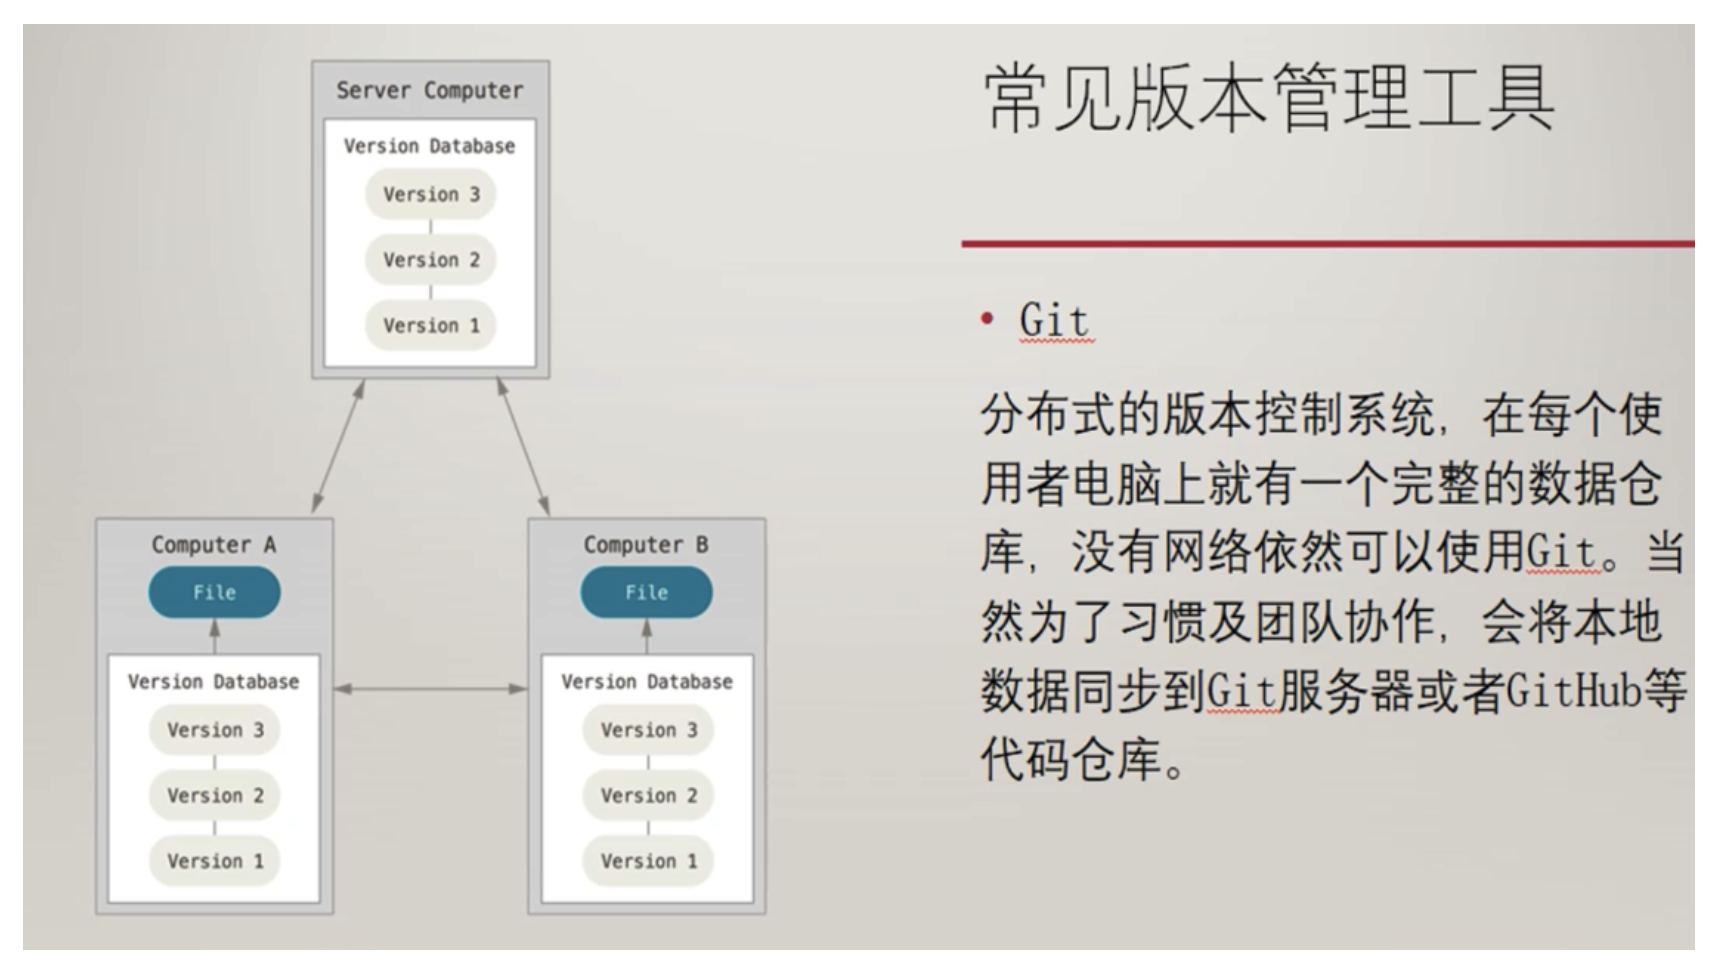 Server Computer
Version Database
Version 3
Version 2
Version 1
Computer A
File
Version Database
Version 3
Version 2
Version 1
Computer B
File
Version Database
Version 3
Version 2
Version 1
常见版本管理工具
• Git
分布式的版本控制系统，在每个使
用者电脑上就有一个完整的数据仓
库，没有网络依然可以使用Git。当
然为了习惯及团队协作，会将本地
数据同步到Git服务器或者GitHub等
代码仓库。